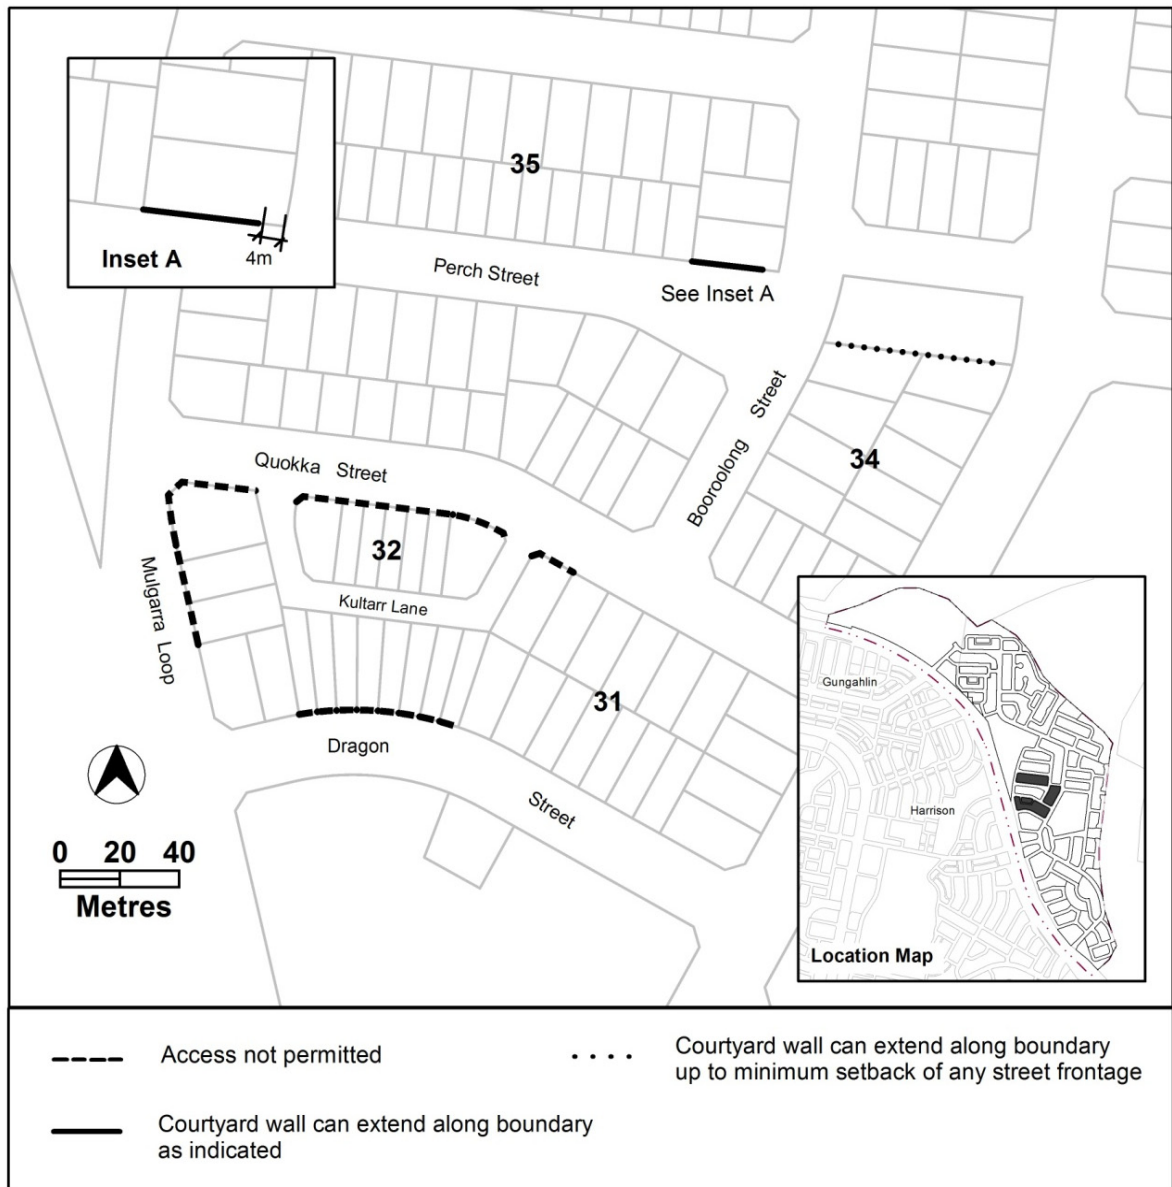 35
Inset A
4m
Perch Street
See Inset A
Booroolong Street
34
Quokka Street
32
Mulgarra Loop
Kultarr Lane
31
Dragon
Street
0 20 40
Metres
Gungahlin
Harrison
Location Map
Access not permitted
Courtyard wall can extend along boundary
as indicated
Courtyard wall can extend along boundary
up to minimum setback of any street frontage